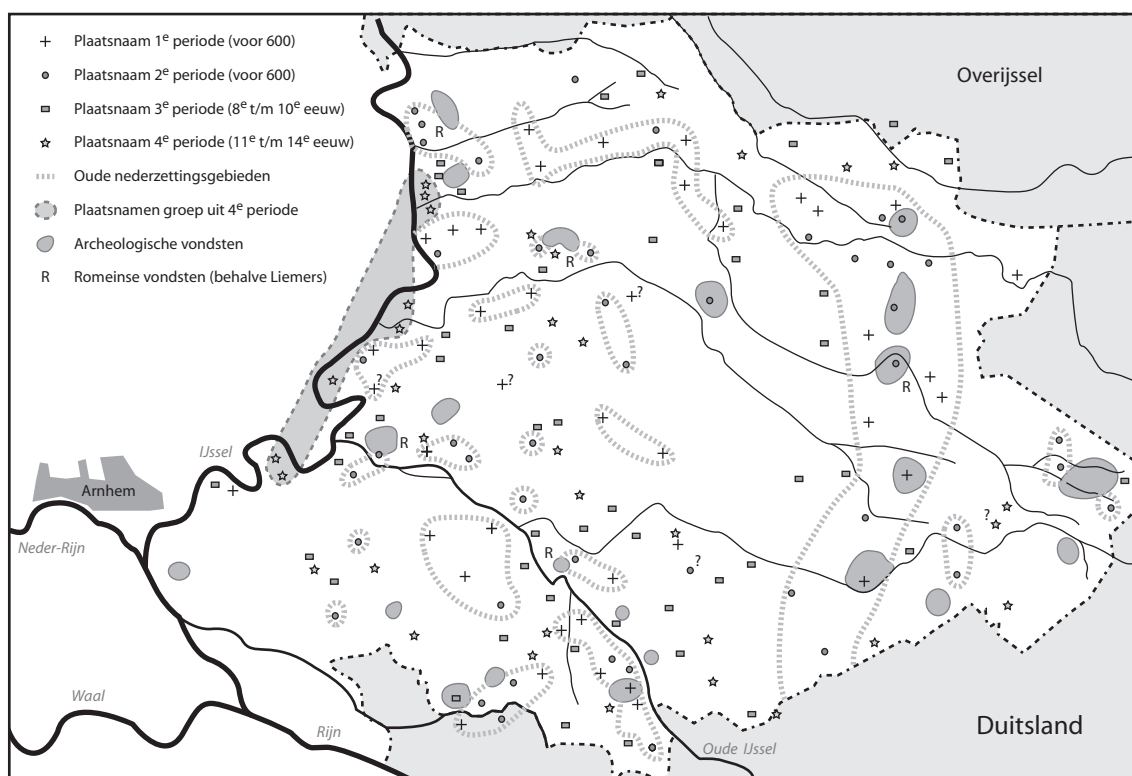 Plaatsnaam 1e periode (voor 600)
Plaatsnaam 2e periode (voor 600)
Plaatsnaam 3e periode (8e t/m 10e eeuw)
Plaatsnaam 4e periode (11e t/m 14e eeuw)
Oude nederzettingsgebieden
Plaatsnamen groep uit 4e periode
Archeologische vondsten
R Romeinse vondsten (behalve Liemers)
Overijssel
R
R
?
?
?
R
R
IJssel
Arnhem
?
Neder-Rijn
R
?
Waal
Rijn
Oude IJssel
Duitsland